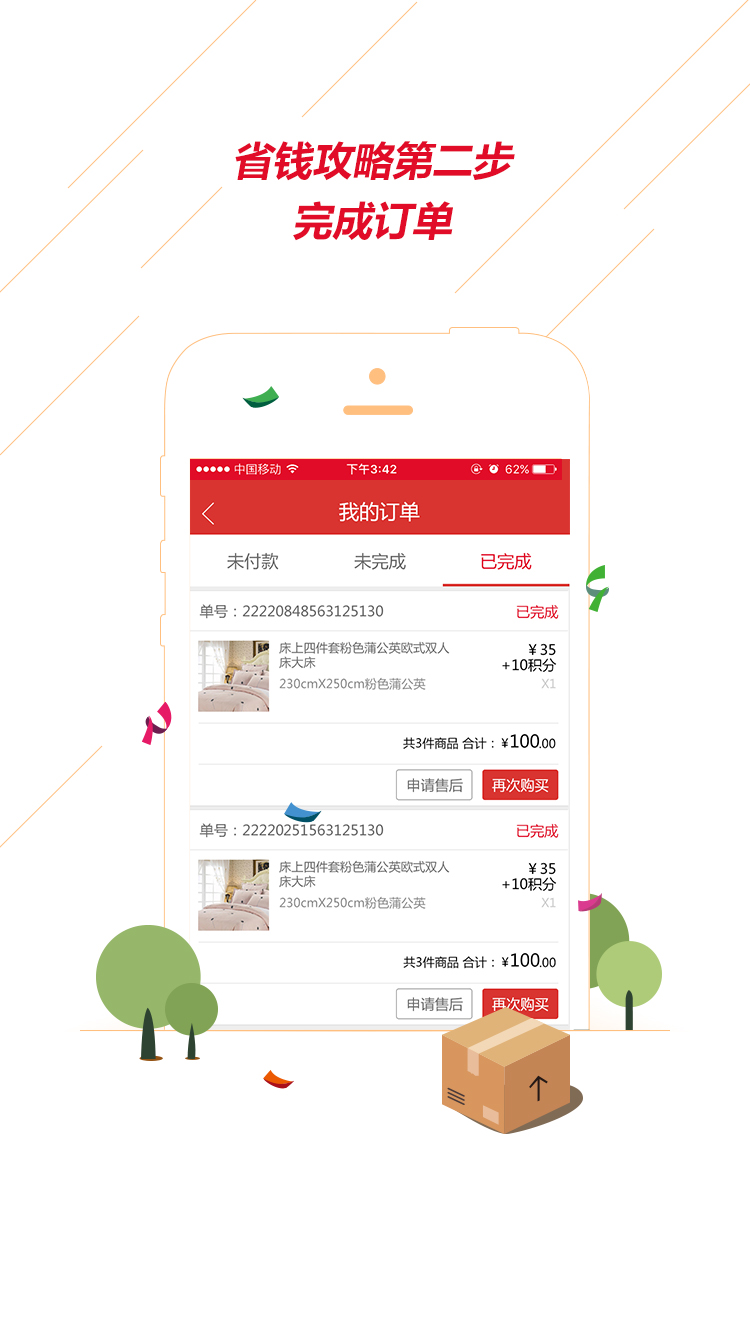 省钱攻略第二步
完成订单
中国移动 下午3:42 62%
我的订单
未付款 未完成 已完成
单号：22220848563125130 已完成
床上四件套粉色蒲公英欧式双人 ¥35
床大床 +10积分
230cmX250cm粉色蒲公英 X1
共3件商品 合计：¥100.00
申请售后 再次购买
单号：22220251563125130 已完成
床上四件套粉色蒲公英欧式双人 ¥35
床大床 +10积分
230cmX250cm粉色蒲公英 X1
共3件商品 合计：¥100.00
申请售后 再次购买